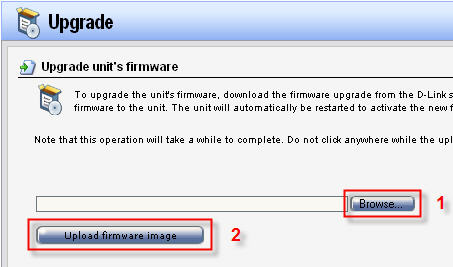 Upgrade
Upgrade unit's firmware
To upgrade the unit's firmware, download the firmware upgrade from the D-Link s
firmware to the unit. The unit will automatically be restarted to activate the new f
Note that this operation will take a while to complete. Do not click anywhere while the upl
Browse... 1
Upload firmware image 2